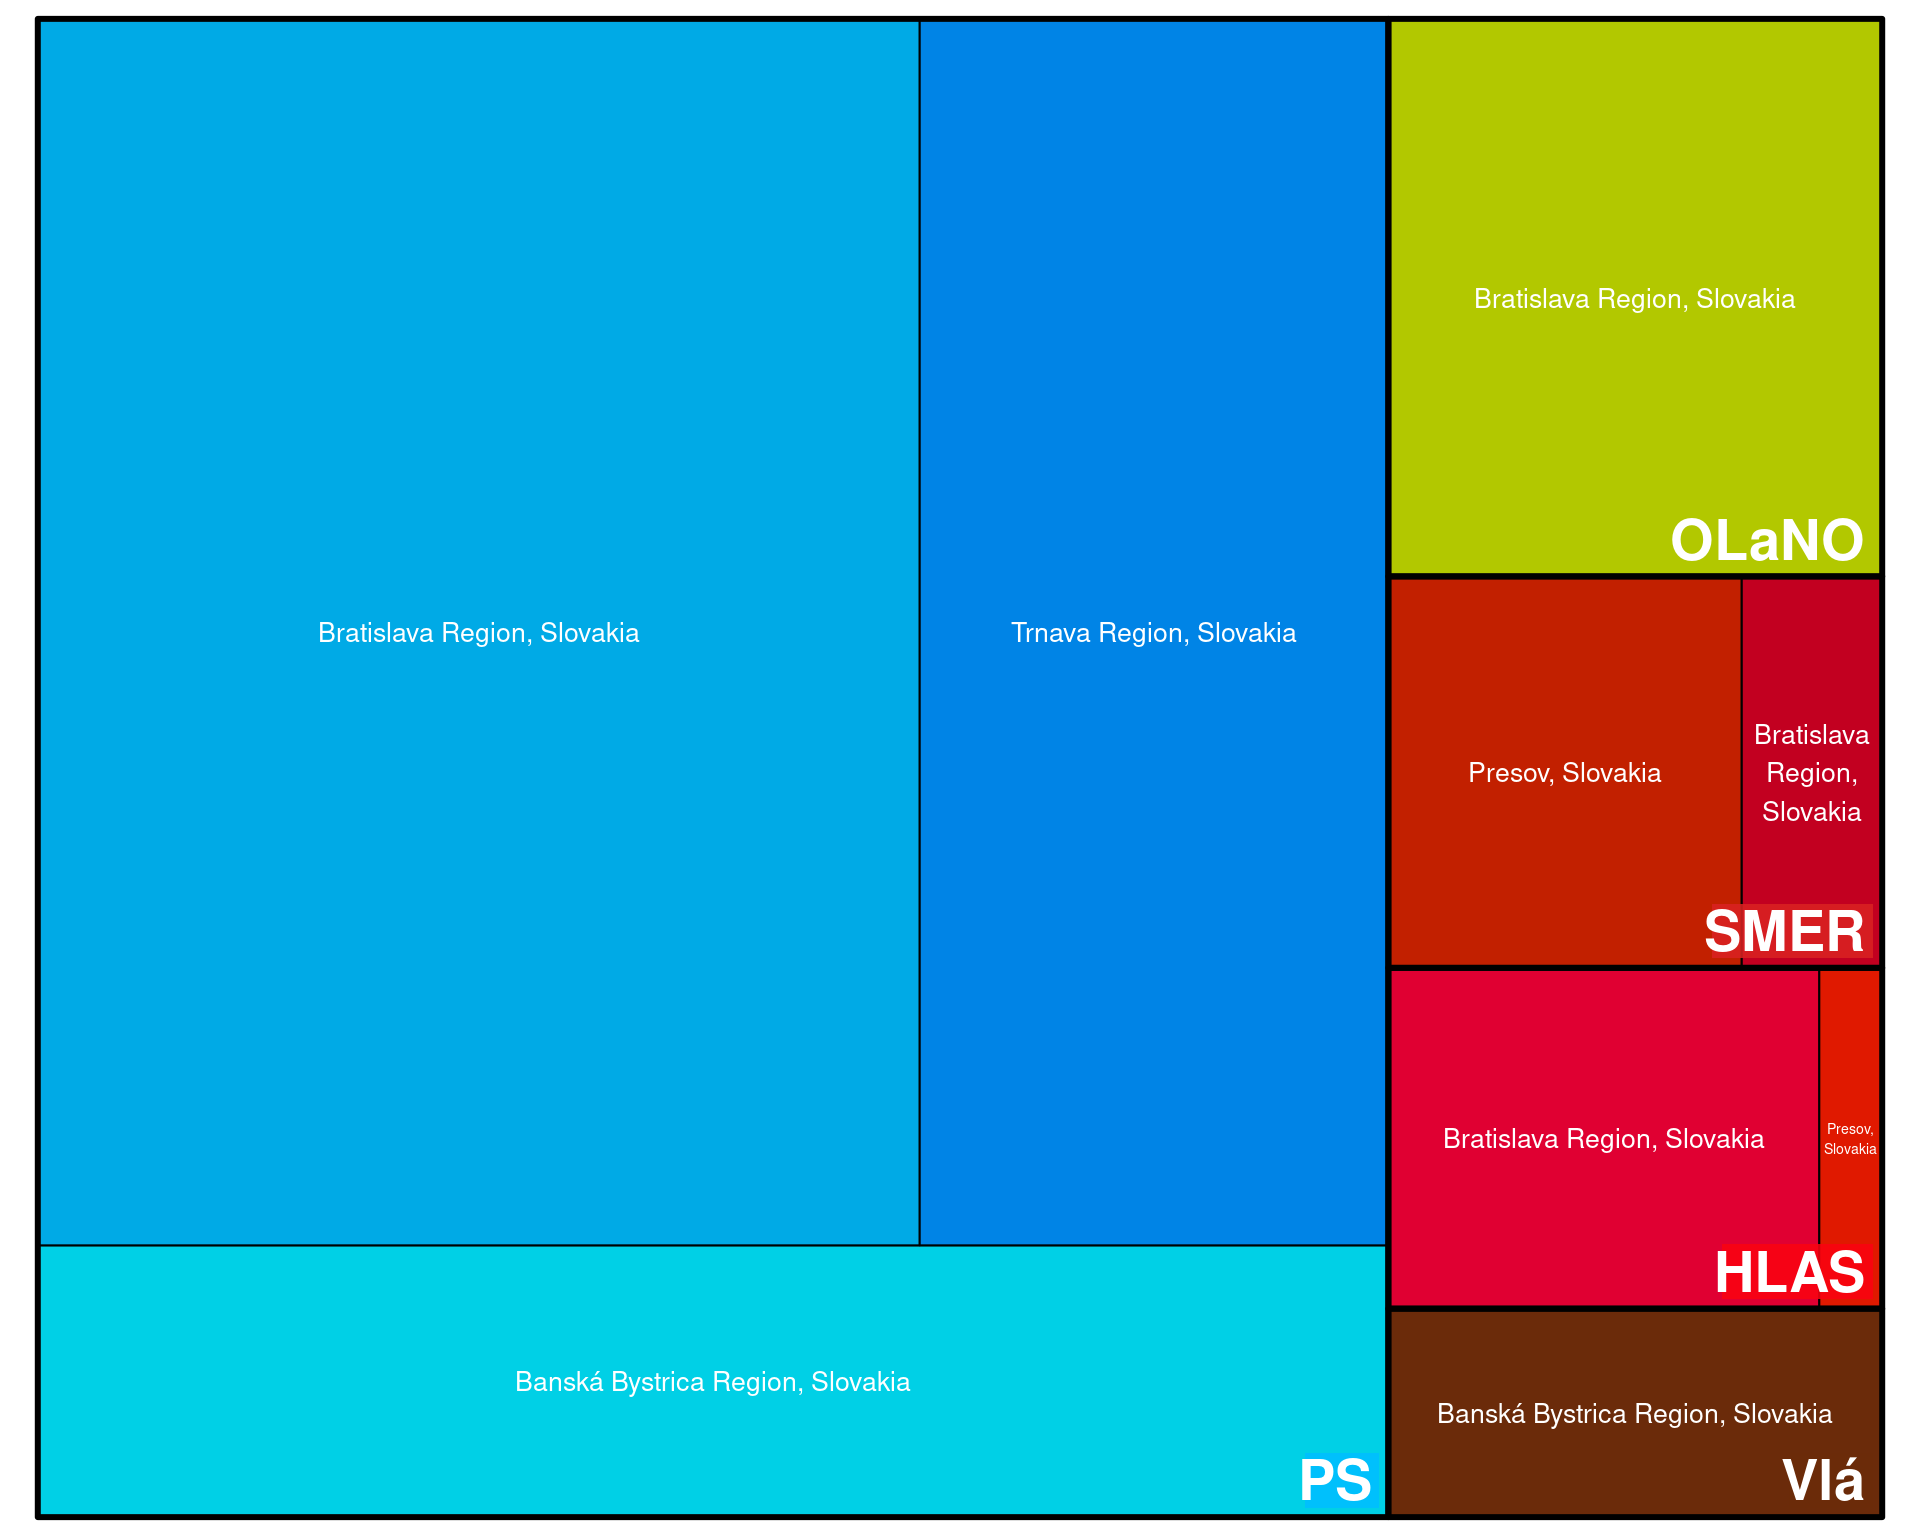 Bratislava Region, Slovakia
Trnava Region, Slovakia
Banská Bystrica Region, Slovakia
PS
Bratislava Region, Slovakia
OLaNO
Presov, Slovakia
Bratislava
Region,
Slovakia
SMER
Bratislava Region, Slovakia
Presov,
Slovakia
HLAS
Banská Bystrica Region, Slovakia
Vlá